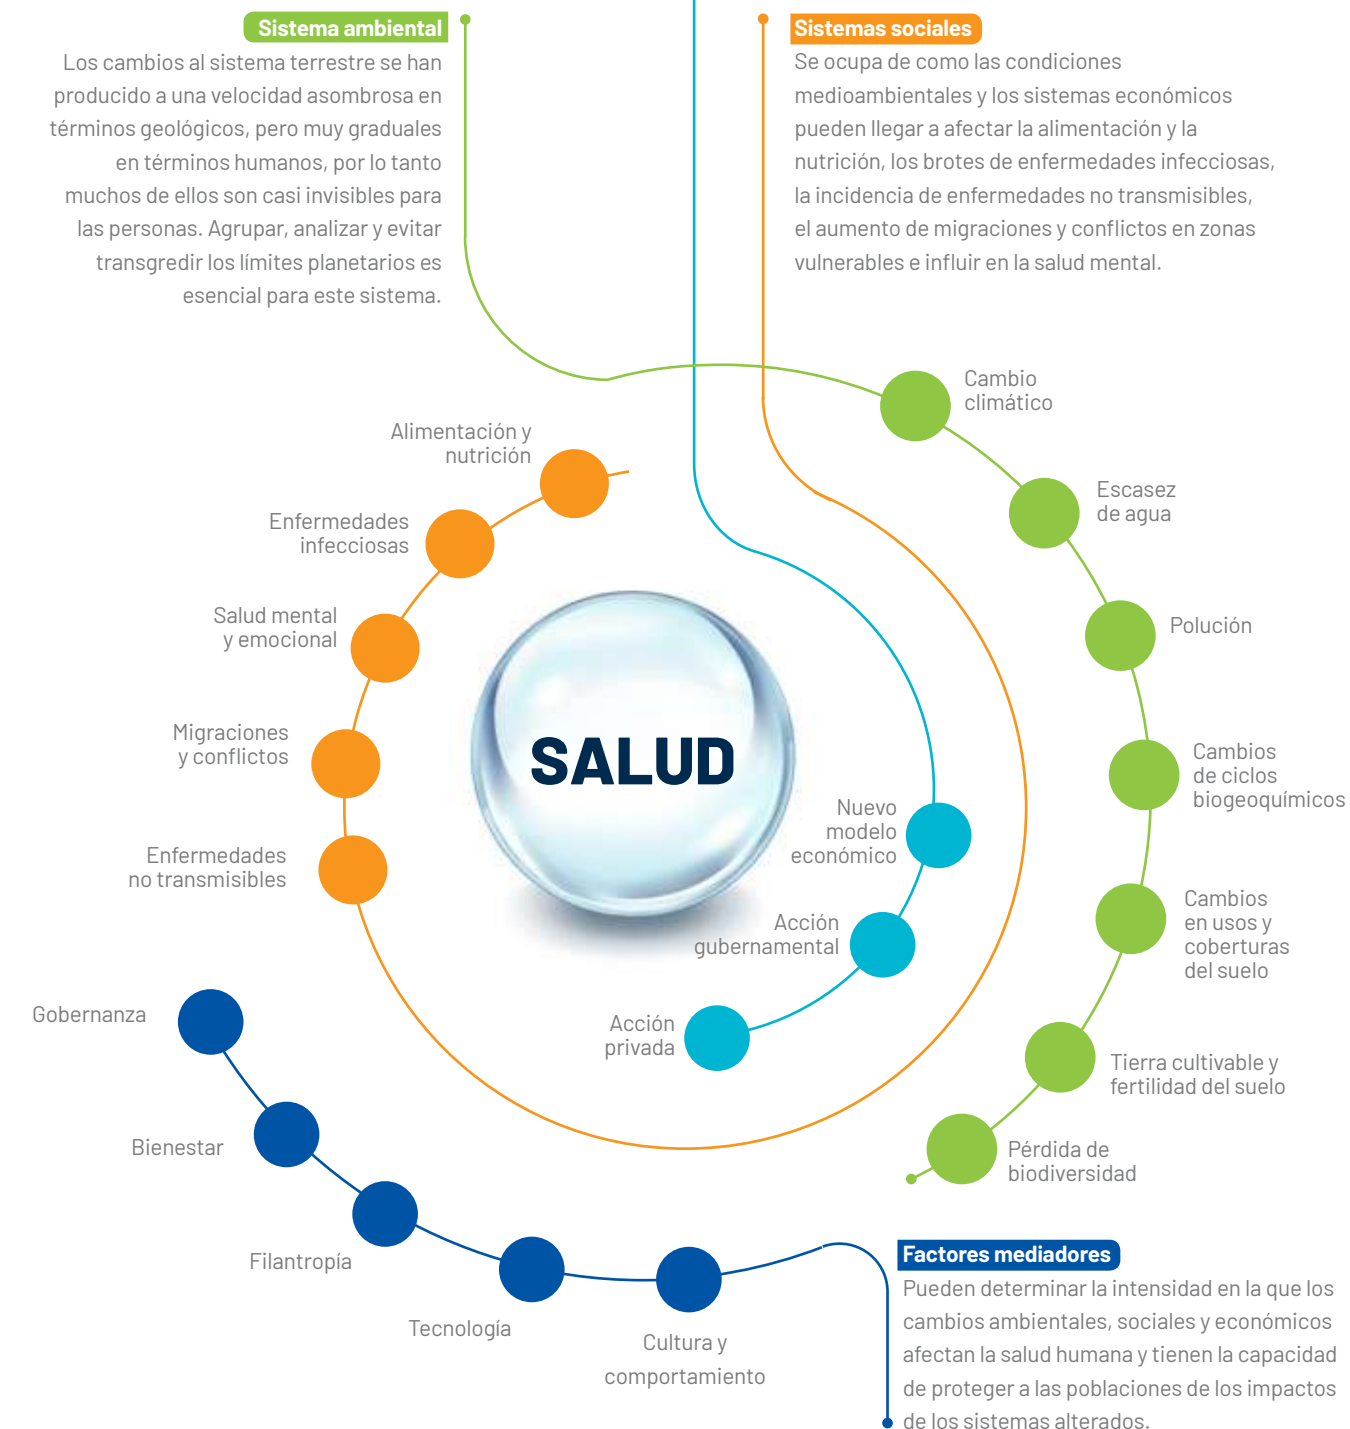 Sistema ambiental
Los cambios al sistema terrestre se han
producido a una velocidad asombrosa en
términos geológicos, pero muy graduales
en términos humanos, por lo tanto
muchos de ellos son casi invisibles para
las personas. Agrupar, analizar y evitar
transgredir los límites planetarios es
esencial para este sistema.
Sistemas sociales
Se ocupa de como las condiciones
medioambientales y los sistemas económicos
pueden llegar a afectar la alimentación y la
nutrición, los brotes de enfermedades infecciosas,
la incidencia de enfermedades no transmisibles,
el aumento de migraciones y conflictos en zonas
vulnerables e influir en la salud mental.
Cambio
climático
Escasez
de agua
Polución
Cambios
de ciclos
biogeoquímicos
Cambios
en usos y
coberturas
del suelo
Tierra cultivable y
fertilidad del suelo
Pérdida de
biodiversidad
Alimentación y
nutrición
Enfermedades
infecciosas
Salud mental
y emocional
Migraciones
y conflictos
Enfermedades
no transmisibles
SALUD
Nuevo
modelo
económico
Acción
gubernamental
Acción
privada
Gobernanza
Bienestar
Filantropía
Tecnología
Cultura y
comportamiento
Factores mediadores
Pueden determinar la intensidad en la que los
cambios ambientales, sociales y económicos
afectan la salud humana y tienen la capacidad
de proteger a las poblaciones de los impactos
de los sistemas alterados.